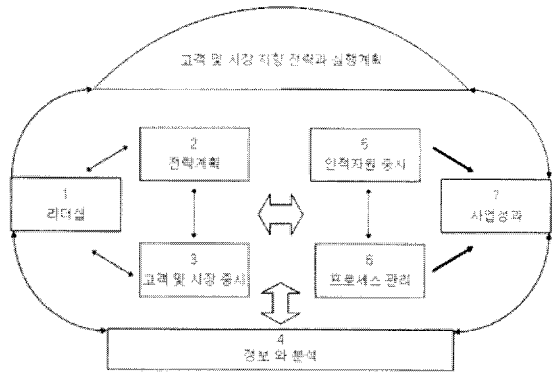 고객 및 시장 지향 전략과 실행계획
2
전략계획
5
인적자원 중시
1
리더쉽
7
사업성과
3
고객 및 시장 중시
6
프로세스 관리
4
정보와 분석